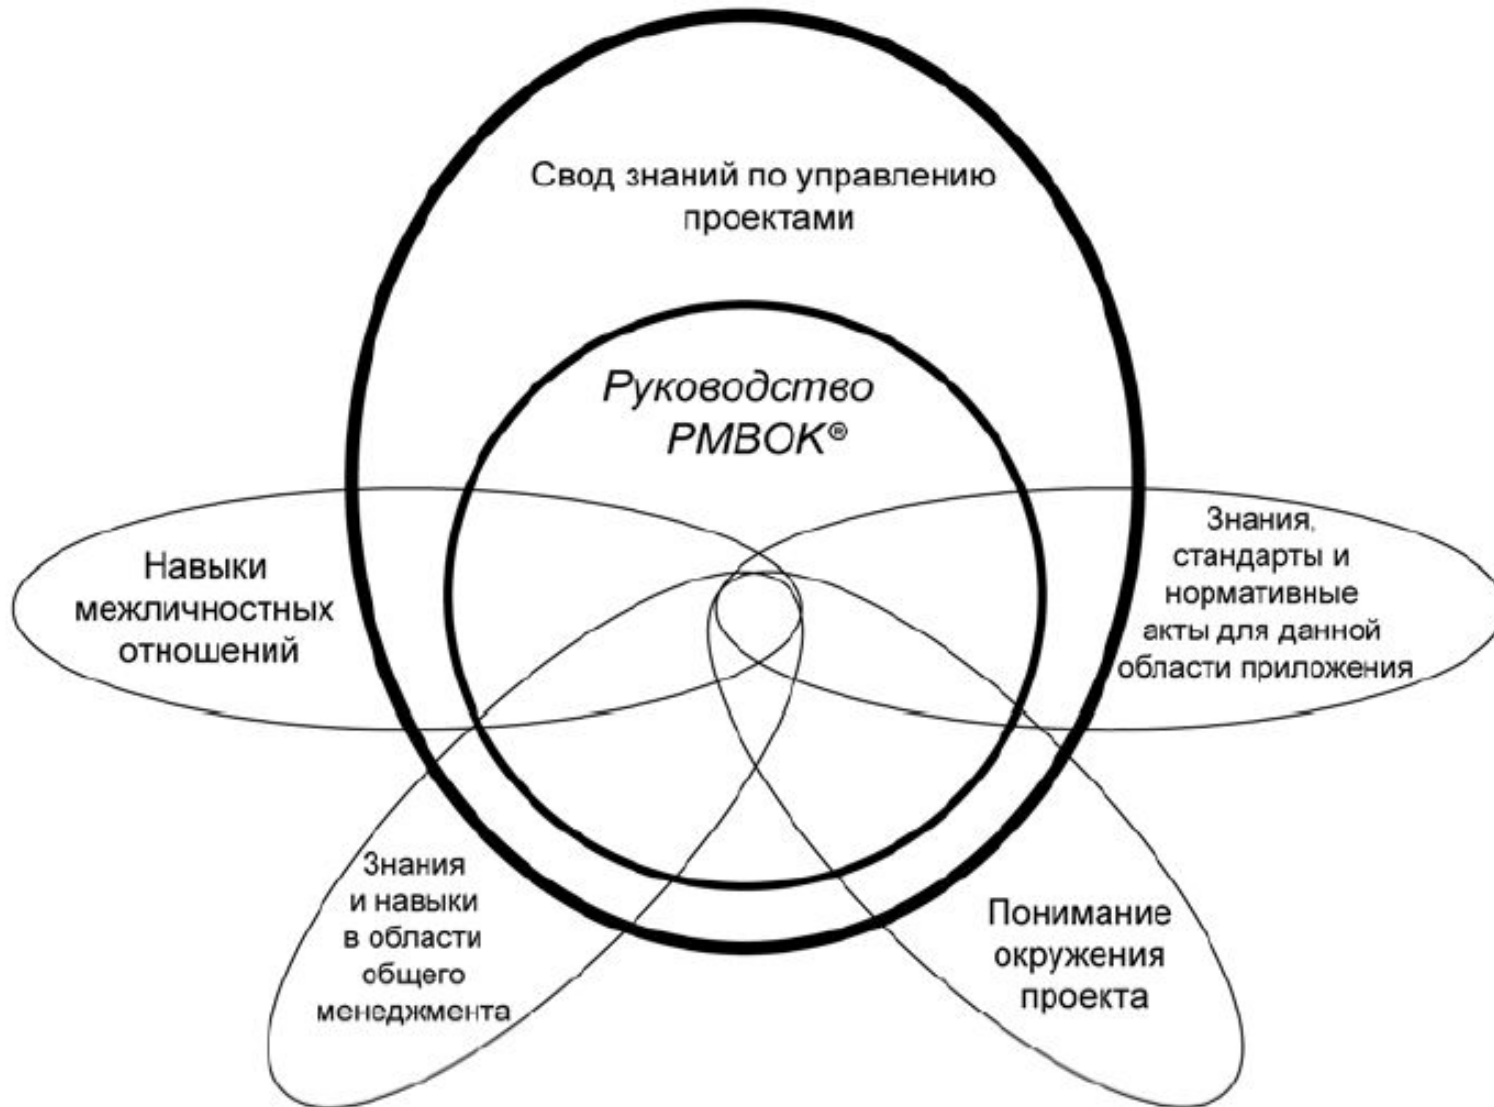 Свод знаний по управлению
проектами
Руководство
PMBOK®
Навыки
межличностных
отношений
Знания,
стандарты и
нормативные
акты для данной
области приложения
Знания
и навыки
в области
общего
менеджмента
Понимание
окружения
проекта